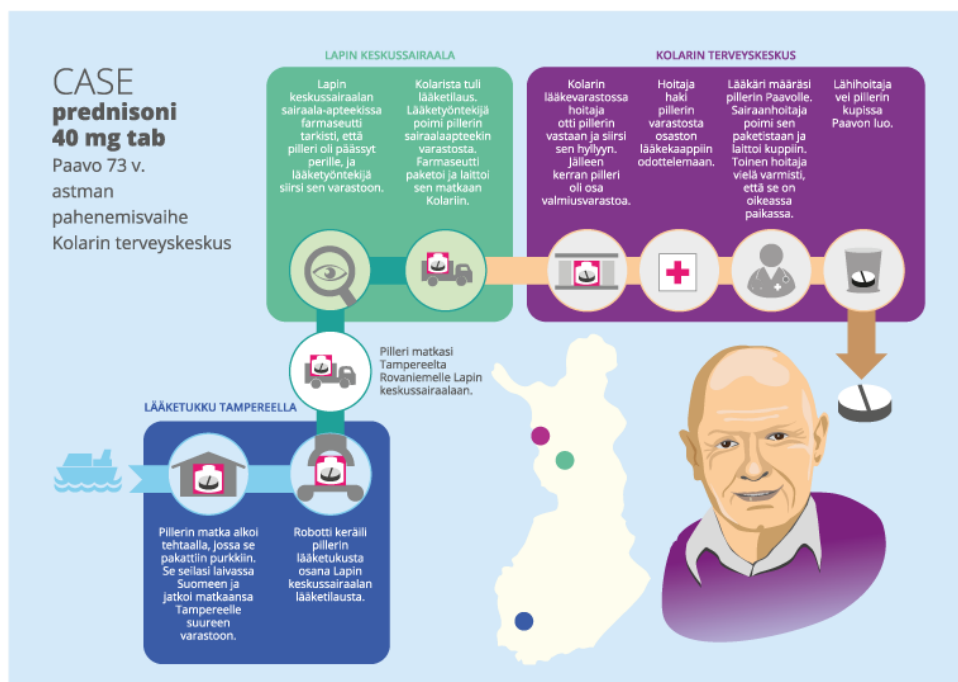 CASE
prednisoni
40 mg tab
Paavo 73 v.
astman
pahenemisvaihe
Kolarin terveyskeskus
LAPIN KESKUSSAIRAALA
Lapin
keskussairaalan
sairaala-apteekissa
farmaseutti
tarkisti, että
pilleri oli päässyt
perille, ja
lääketyöntekijä
siirsi sen varastoon.
Kolarista tuli
lääketilaus.
Lääketyöntekijä
poimi pillerin
sairaalaapteekin
varastosta.
Farmaseutti
paketoi ja laittoi
sen matkaan
Kolariin.
KOLARIN TERVEYSKESKUS
Kolarin
lääkevarastossa
hoitaja
otti pillerin
vastaan ja siirsi
sen hyllyyn.
Jälleen
kerran pilleri
oli osa
valmiusvarastoa.
Hoitaja
haki
pillerin
varastosta
osaston
lääkekaappiin
odottelemaan.
Lääkäri määräsi
pillerin Paavolle.
Sairaanhoitaja
poimi sen
paketistaan ja
laittoi kuppiin.
Toinen hoitaja
vielä varmisti,
että se on
oikeassa
paikassa.
Lähihoitaja
vei pillerin
kupissa
Paavon luo.
Pilleri matkasi
Tampereelta
Rovaniemelle Lapin
keskussairaalaan.
LÄÄKETUKKU TAMPEREELLA
Pillerin matka alkoi
tehtaalla, jossa se
pakattiin purkkiin.
Se seilasi laivassa
Suomeen ja
jatkoi matkaansa
Tampereelle
suureen
varastoon.
Robotti keräili
pillerin
lääketukusta
osana Lapin
keskussairaalan
lääketilausta.